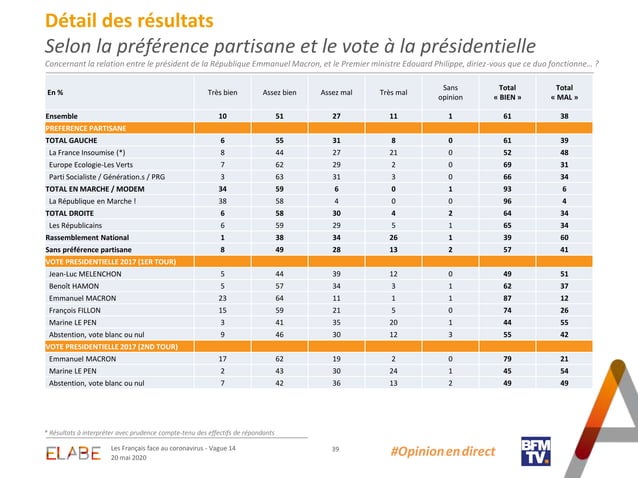 Détail des résultats
Selon la préférence partisane et le vote à la présidentielle
Concernant la relation entre le président de la République Emmanuel Macron, et le Premier ministre Edouard Philippe, diriez-vous que ce duo fonctionne… ?
En % Très bien Assez bien Assez mal Très mal Sans opinion Total « BIEN » Total « MAL »
Ensemble 10 51 27 11 1 61 38
PREFERENCE PARTISANE
TOTAL GAUCHE 6 55 31 8 0 61 39
La France Insoumise (*) 8 44 27 21 0 52 48
Europe Ecologie-Les Verts 7 62 29 2 0 69 31
Parti Socialiste / Génération.s / PRG 3 63 31 3 0 66 34
TOTAL EN MARCHE / MODEM 34 59 6 0 1 93 6
La République en Marche ! 38 58 4 0 0 96 4
TOTAL DROITE 6 58 30 4 2 64 34
Les Républicains 6 59 29 5 1 65 34
Rassemblement National 1 38 34 26 1 39 60
Sans préférence partisane 8 49 28 13 2 57 41
VOTE PRESIDENTIELLE 2017 (1ER TOUR)
Jean-Luc MELENCHON 5 44 39 12 0 49 51
Benoît HAMON 5 57 34 3 1 62 37
Emmanuel MACRON 23 64 11 1 1 87 12
François FILLON 15 59 21 5 0 74 26
Marine LE PEN 3 41 35 20 1 44 55
Abstention, vote blanc ou nul 9 46 30 12 3 55 42
VOTE PRESIDENTIELLE 2017 (2ND TOUR)
Emmanuel MACRON 17 62 19 2 0 79 21
Marine LE PEN 2 43 30 24 1 45 54
Abstention, vote blanc ou nul 7 42 36 13 2 49 49
* Résultats à interpréter avec prudence compte-tenu des effectifs de répondants
ELABE
Les Français face au coronavirus - Vague 14
20 mai 2020
39
#Opinionendirect
BFM
TV.